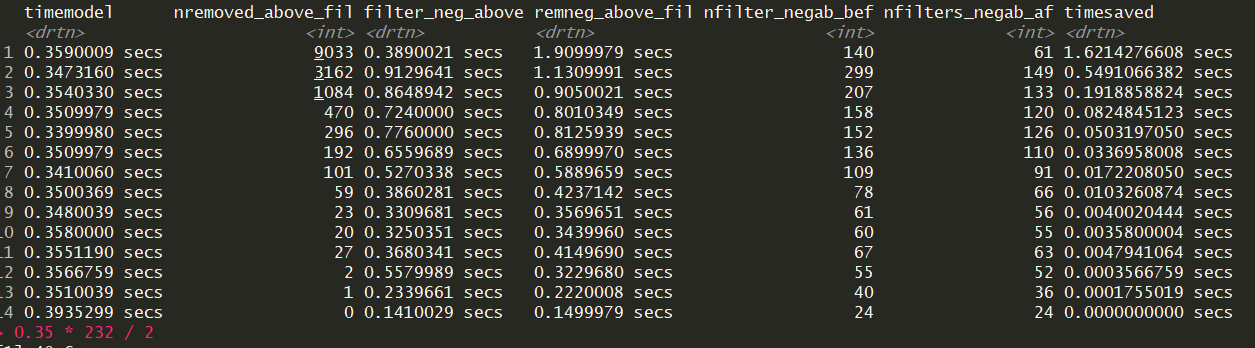 timemodel nremoved_above_fil filter_neg_above remneg_above_fil nfilter_negab_bef nfilters_negab_af timesaved
<drtn> <int> <drtn> <drtn> <int> <int> <drtn>
1 0.3590009 secs 9033 0.3890021 secs 1.9099979 secs 140 61 1.6214276608 secs
2 0.3473160 secs 3162 0.9129641 secs 1.1309991 secs 299 149 0.5491066382 secs
3 0.3540330 secs 1084 0.8648942 secs 0.9050021 secs 207 133 0.1918858824 secs
4 0.3509979 secs 470 0.7240000 secs 0.8010349 secs 158 120 0.0824845123 secs
5 0.3399980 secs 296 0.7760000 secs 0.8125939 secs 152 126 0.0503197050 secs
6 0.3509979 secs 192 0.6559689 secs 0.6899970 secs 136 110 0.0336958008 secs
7 0.3410060 secs 101 0.5270338 secs 0.5889659 secs 109 91 0.0172208050 secs
8 0.3500369 secs 59 0.3860281 secs 0.4237142 secs 78 66 0.0103260874 secs
9 0.3480039 secs 23 0.3309681 secs 0.3569651 secs 61 56 0.0040020444 secs
10 0.3580000 secs 20 0.3250351 secs 0.3439960 secs 60 55 0.0035800004 secs
11 0.3551190 secs 27 0.3680341 secs 0.4149690 secs 67 63 0.0047941064 secs
12 0.3566759 secs 2 0.5579989 secs 0.3229680 secs 55 52 0.0003566759 secs
13 0.3510039 secs 1 0.2339661 secs 0.2220008 secs 40 36 0.0001755019 secs
14 0.3935299 secs 0 0.1410029 secs 0.1499979 secs 24 24 0.0000000000 secs
> 0.35 * 232 / 2